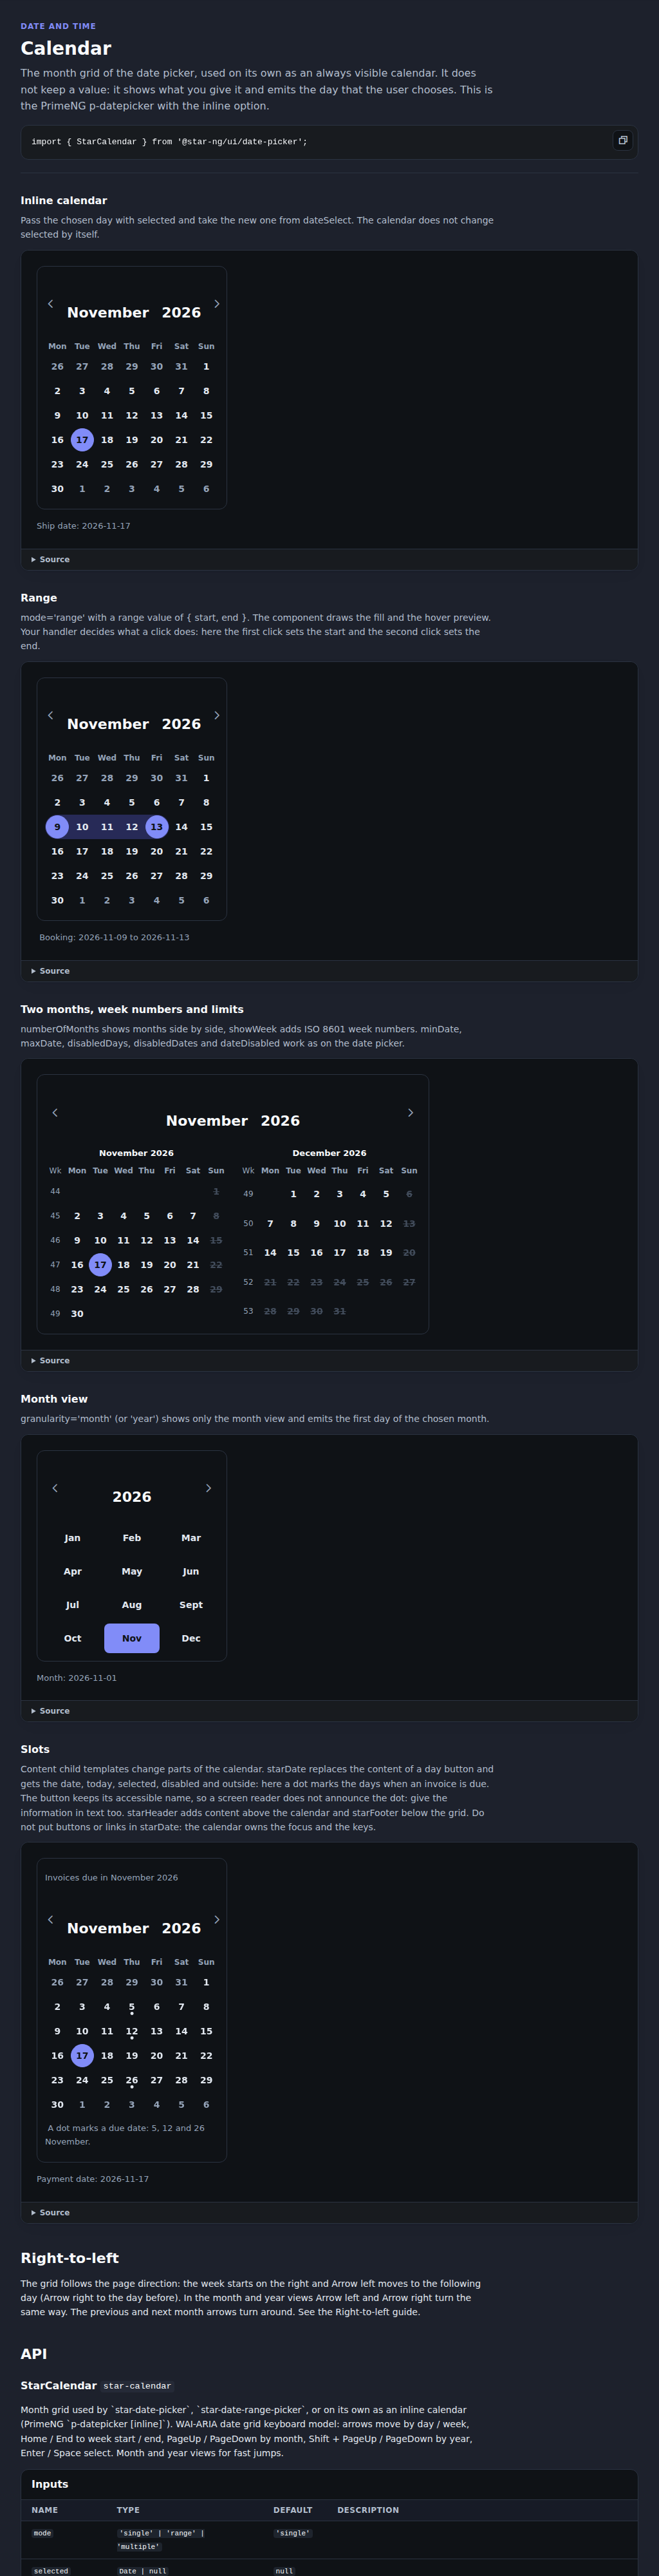 DATE AND TIME
Calendar
The month grid of the date picker, used on its own as an always visible calendar. It does
not keep a value: it shows what you give it and emits the day that the user chooses. This is
the PrimeNG p-datepicker with the inline option.
import { StarCalendar } from '@star-ng/ui/date-picker';
Inline calendar
Pass the chosen day with selected and take the new one from dateSelect. The calendar does not change
selected by itself.
November 2026
Mon Tue Wed Thu Fri Sat Sun
26 27 28 29 30 31 1
2 3 4 5 6 7 8
9 10 11 12 13 14 15
16 17 18 19 20 21 22
23 24 25 26 27 28 29
30 1 2 3 4 5 6
Ship date: 2026-11-17
Source
Range
mode='range' with a range value of { start, end }. The component draws the fill and the hover preview.
Your handler decides what a click does: here the first click sets the start and the second click sets the
end.
November 2026
Mon Tue Wed Thu Fri Sat Sun
26 27 28 29 30 31 1
2 3 4 5 6 7 8
9 10 11 12 13 14 15
16 17 18 19 20 21 22
23 24 25 26 27 28 29
30 1 2 3 4 5 6
Booking: 2026-11-09 to 2026-11-13
Source
Two months, week numbers and limits
numberOfMonths shows months side by side, showWeek adds ISO 8601 week numbers. minDate,
maxDate, disabledDays, disabledDates and dateDisabled work as on the date picker.
November 2026
November 2026
Wk Mon Tue Wed Thu Fri Sat Sun
44 1
45 2 3 4 5 6 7 8
46 9 10 11 12 13 14 15
47 16 17 18 19 20 21 22
48 23 24 25 26 27 28 29
49 30
December 2026
Wk Mon Tue Wed Thu Fri Sat Sun
49 1 2 3 4 5 6
50 7 8 9 10 11 12 13
51 14 15 16 17 18 19 20
52 21 22 23 24 25 26 27
53 28 29 30 31
Source
Month view
granularity='month' (or 'year') shows only the month view and emits the first day of the chosen month.
2026
Jan Feb Mar
Apr May Jun
Jul Aug Sept
Oct Nov Dec
Month: 2026-11-01
Source
Slots
Content child templates change parts of the calendar. starDate replaces the content of a day button and
gets the date, today, selected, disabled and outside: here a dot marks the days when an invoice is due.
The button keeps its accessible name, so a screen reader does not announce the dot: give the
information in text too. starHeader adds content above the calendar and starFooter below the grid. Do
not put buttons or links in starDate: the calendar owns the focus and the keys.
Invoices due in November 2026
November 2026
Mon Tue Wed Thu Fri Sat Sun
26 27 28 29 30 31 1
2 3 4 5 6 7 8
9 10 11 12 13 14 15
16 17 18 19 20 21 22
23 24 25 26 27 28 29
30 1 2 3 4 5 6
A dot marks a due date: 5, 12 and 26
November.
Payment date: 2026-11-17
Source
Right-to-left
The grid follows the page direction: the week starts on the right and Arrow left moves to the following
day (Arrow right to the day before). In the month and year views Arrow left and Arrow right turn the
same way. The previous and next month arrows turn around. See the Right-to-left guide.
API
StarCalendar star-calendar
Month grid used by `star-date-picker`, `star-date-range-picker`, or on its own as an inline calendar
(PrimeNG `p-datepicker [inline]`). WAI-ARIA date grid keyboard model: arrows move by day / week,
Home / End to week start / end, PageUp / PageDown by month, Shift + PageUp / PageDown by year,
Enter / Space select. Month and year views for fast jumps.
Inputs
NAME TYPE DEFAULT DESCRIPTION
mode 'single' | 'range' | 'single'
'multiple'
selected Date | null null